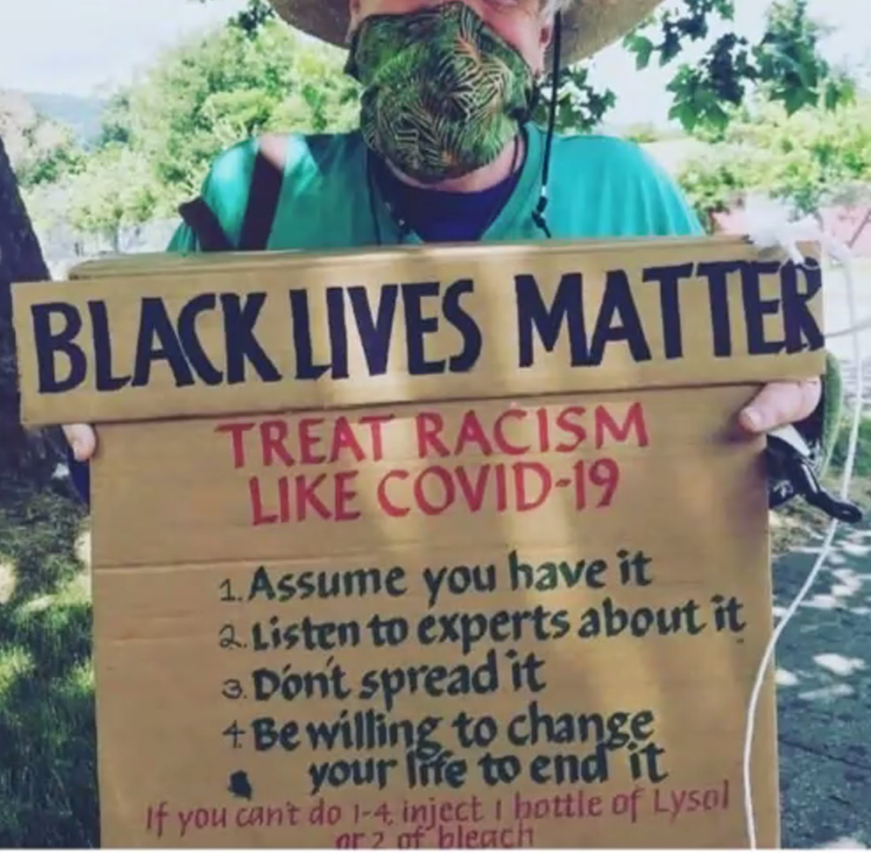 BLACK LIVES MATTER
TREAT RACISM
LIKE COVID-19
1. Assume you have it
2. Listen to experts about it
3. Don't spread it
4 Be willing to change
your life to end it
If you can't do 1-4, inject 1 bottle of Lysol
or 2 of bleach